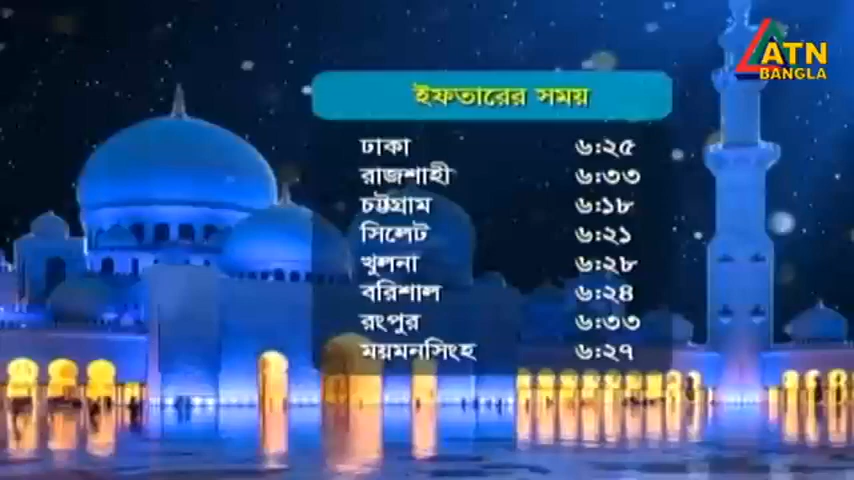 ATN
BANGLA
ইফতারের সময়
ঢাকা ৬:২৫
রাজশাহী ৬:৩৩
চট্টগ্রাম ৬:১৮
সিলেট ৬:২১
খুলনা ৬:২৮
বরিশাল ৬:২৪
রংপুর ৬:৩৩
ময়মনসিংহ ৬:২৭